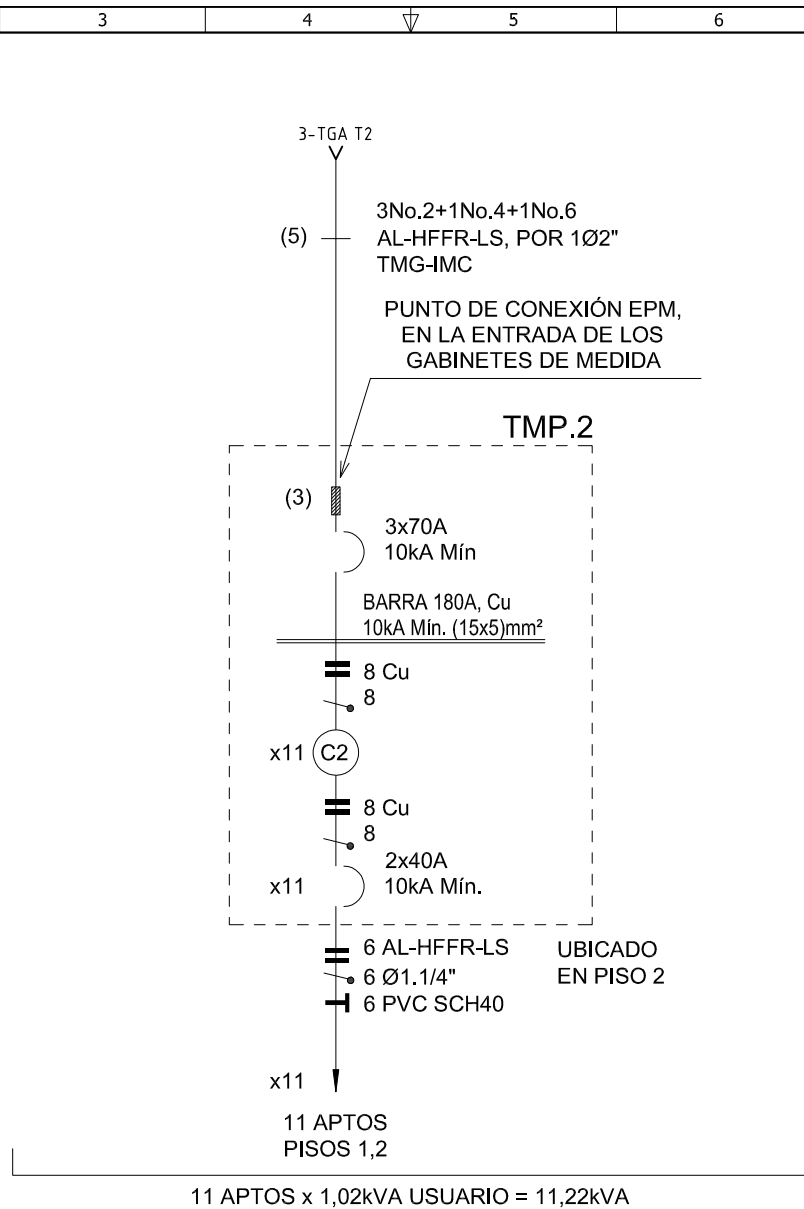 3 4 5 6
3-TGA T2
(5)
3No.2+1No.4+1No.6
AL-HFFR-LS, POR 1Ø2"
TMG-IMC
PUNTO DE CONEXIÓN EPM,
EN LA ENTRADA DE LOS
GABINETES DE MEDIDA
TMP.2
(3)
3x70A
10kA Mín
BARRA 180A, Cu
10kA Mín. (15x5)mm²
8 Cu
8
x11 C2
8 Cu
8
2x40A
x11 10kA Mín.
6 AL-HFFR-LS
6 Ø1.1/4"
6 PVC SCH40
UBICADO
EN PISO 2
x11
11 APTOS
PISOS 1,2
11 APTOS x 1,02kVA USUARIO = 11,22kVA